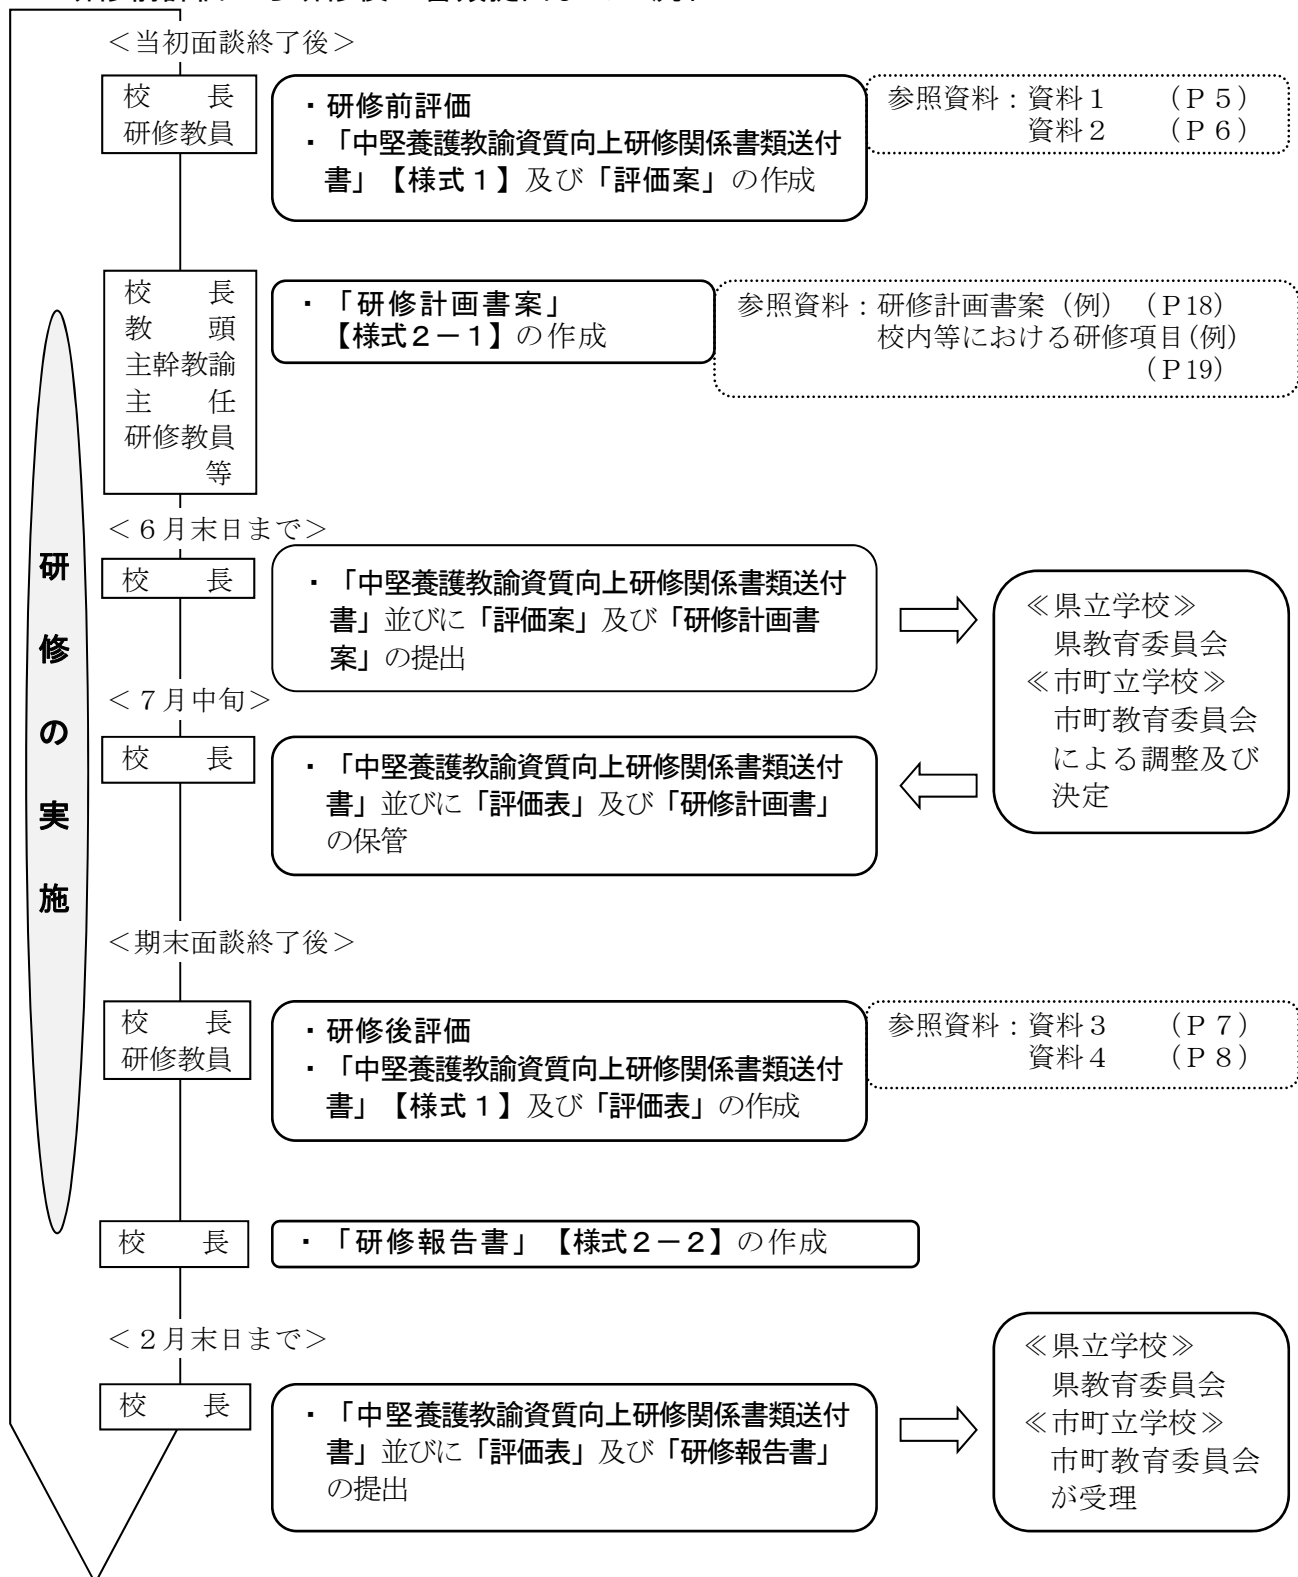 ＜当初面談終了後＞
校　　長
研修教員
・研修前評価
・「中堅養護教諭資質向上研修関係書類送付
書」【様式１】及び「評価案」の作成
参照資料：資料１　（Ｐ５）
資料２　（Ｐ６）
校　　長
教　　頭
主幹教諭
主　　任
研修教員
等
・「研修計画書案」
【様式２－１】の作成
参照資料：研修計画書案（例）（Ｐ18）
校内等における研修項目（例）
（Ｐ19）
研修の実施
＜６月末日まで＞
校　　長
・「中堅養護教諭資質向上研修関係書類送付
書」並びに「評価案」及び「研修計画書
案」の提出
≪県立学校≫
県教育委員会
≪市町立学校≫
市町教育委員会
による調整及び
決定
＜７月中旬＞
校　　長
・「中堅養護教諭資質向上研修関係書類送付
書」並びに「評価表」及び「研修計画書」
の保管
＜期末面談終了後＞
校　　長
研修教員
・研修後評価
・「中堅養護教諭資質向上研修関係書類送付
書」【様式１】及び「評価表」の作成
参照資料：資料３　（Ｐ７）
資料４　（Ｐ８）
校　　長
・「研修報告書」【様式２－２】の作成
＜２月末日まで＞
校　　長
・「中堅養護教諭資質向上研修関係書類送付
書」並びに「評価表」及び「研修報告書」
の提出
≪県立学校≫
県教育委員会
≪市町立学校≫
市町教育委員会
が受理